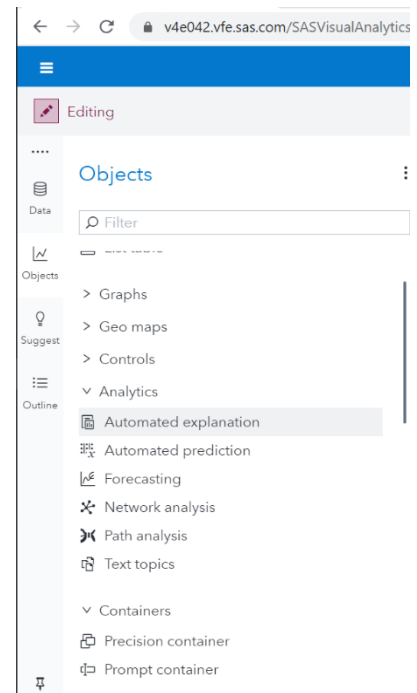 v4e042.vfe.sas.com/SASVisualAnalytics
Editing
Objects
Data
Filter
Objects
> Graphs
> Geo maps
Suggest
> Controls
Analytics
Outline
Automated explanation
Automated prediction
Forecasting
Network analysis
Path analysis
Text topics
Containers
Precision container
Prompt container